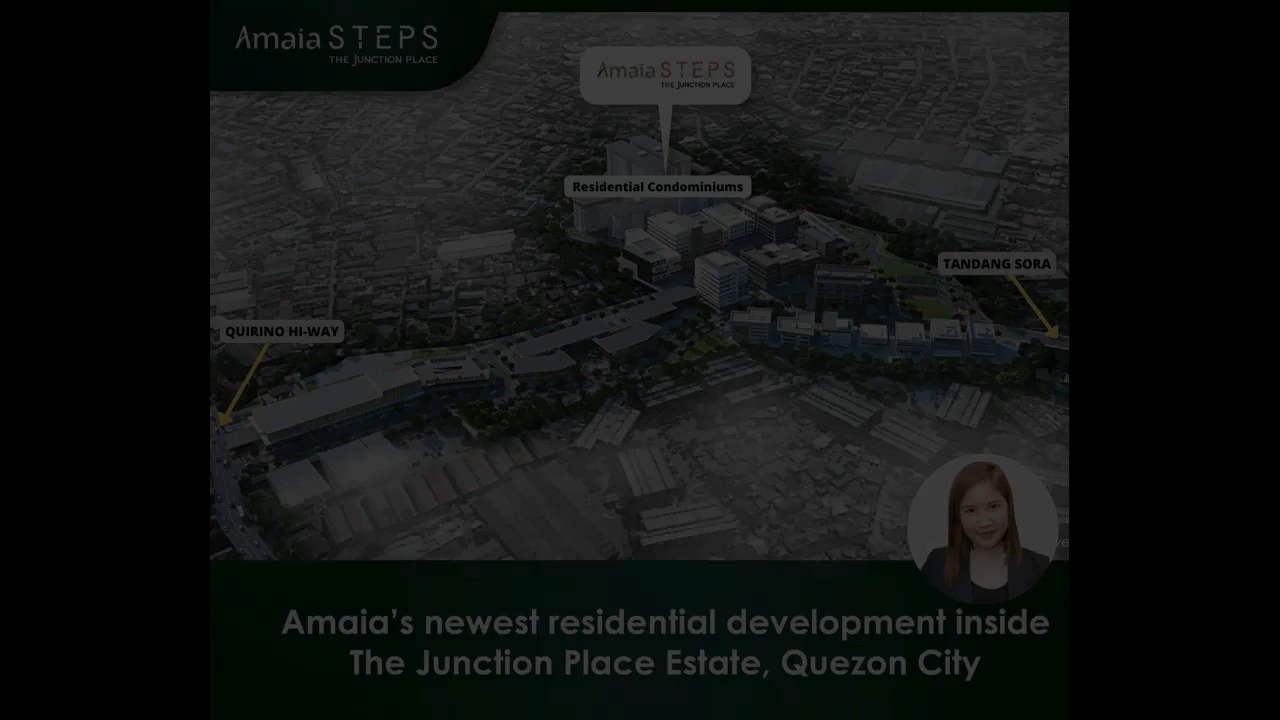 Amaia STEPS
THE JUNCTION PLACE
Amaia STEPS
THE JUNCTION PLACE
Residential Condominiums
TANDANG SORA
QUIRINO HI-WAY
Amaia's newest residential development inside
The Junction Place Estate, Quezon City